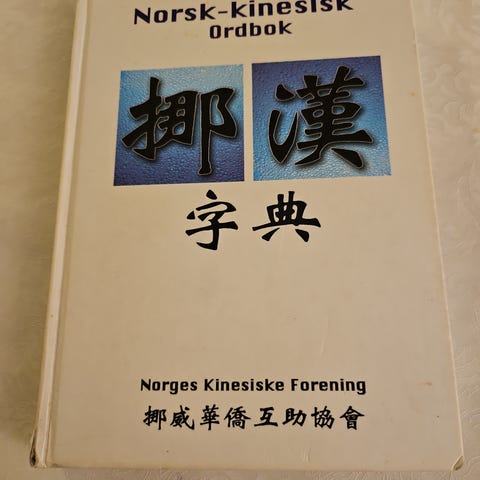 Norsk-kinesisk
Ordbok
挪漢
字典
Norges Kinesiske Forening
挪威華僑互助協會